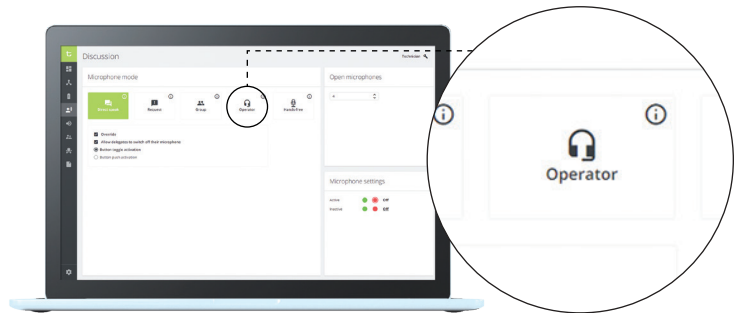 Discussion
Technician
Microphone mode
Direct speak
Request
Group
Operator
Hands Free
Override
Allow delegates to switch off their microphone
Button toggle activation
Button push activation
Open microphones
4
Microphone settings
Active
Off
Inactive
Off
Operator